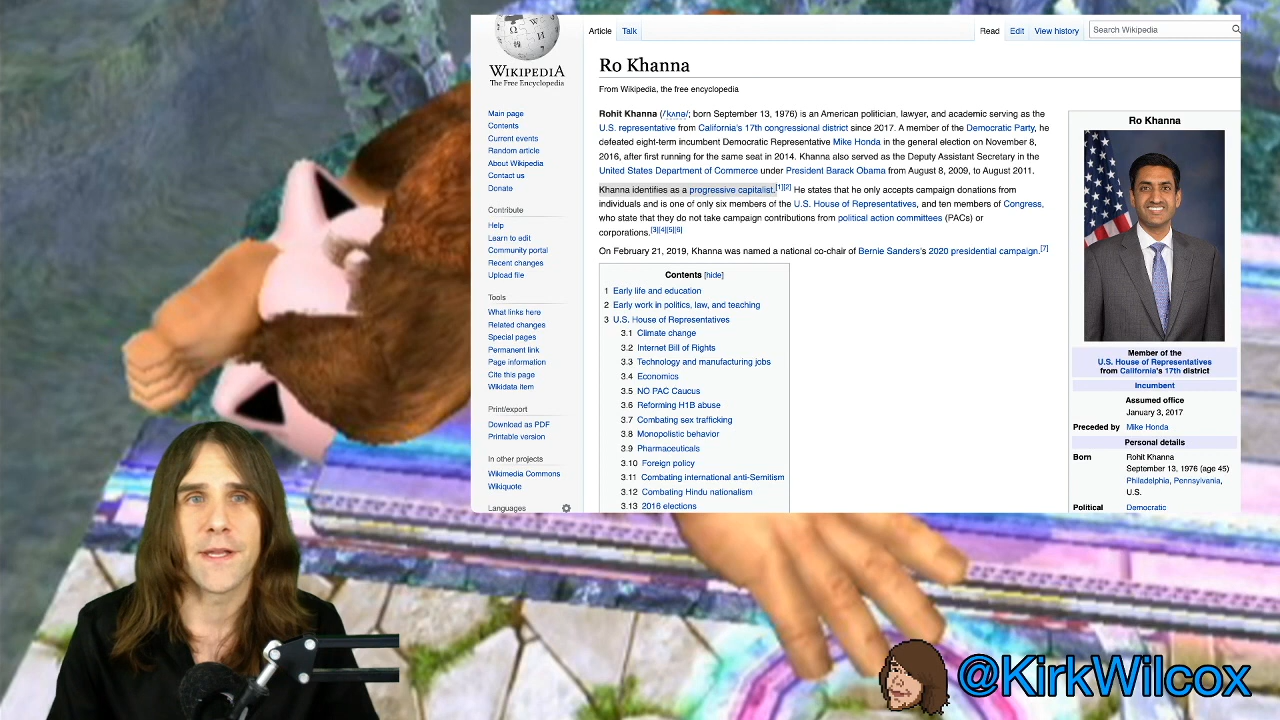 Article
Talk
Read
Edit
View history
Search Wikipedia
WIKIPEDIA
The Free Encyclopedia
Ro Khanna
From Wikipedia, the free encyclopedia
Main page
Contents
Current events
Random article
About Wikipedia
Contact us
Donate
Contribute
Help
Learn to edit
Community portal
Recent changes
Upload file
Tools
What links here
Related changes
Special pages
Permanent link
Page information
Cite this page
Wikidata item
Print/export
Download as PDF
Printable version
In other projects
Wikimedia Commons
Wikiquote
Languages
Rohit Khanna (/ˈkʌnə/; born September 13, 1976) is an American politician, lawyer, and academic serving as the
U.S. representative from California's 17th congressional district since 2017. A member of the Democratic Party, he
defeated eight-term incumbent Democratic Representative Mike Honda in the general election on November 8,
2016, after first running for the same seat in 2014. Khanna also served as the Deputy Assistant Secretary in the
United States Department of Commerce under President Barack Obama from August 8, 2009, to August 2011.
Khanna identifies as a progressive capitalist.[1][2] He states that he only accepts campaign donations from
individuals and is one of only six members of the U.S. House of Representatives, and ten members of Congress,
who state that they do not take campaign contributions from political action committees (PACs) or
corporations.[3][4][5][6]
On February 21, 2019, Khanna was named a national co-chair of Bernie Sanders's 2020 presidential campaign.[7]
Contents [hide]
1 Early life and education
2 Early work in politics, law, and teaching
3 U.S. House of Representatives
3.1 Climate change
3.2 Internet Bill of Rights
3.3 Technology and manufacturing jobs
3.4 Economics
3.5 NO PAC Caucus
3.6 Reforming H1B abuse
3.7 Combating sex trafficking
3.8 Monopolistic behavior
3.9 Pharmaceuticals
3.10 Foreign policy
3.11 Combating international anti-Semitism
3.12 Combating Hindu nationalism
3.13 2016 elections
Ro Khanna
Member of the
U.S. House of Representatives
from California's 17th district
Incumbent
Assumed office
January 3, 2017
Preceded by Mike Honda
Personal details
Born Rohit Khanna
September 13, 1976 (age 45)
Philadelphia, Pennsylvania,
U.S.
Political Democratic
@KirkWilcox